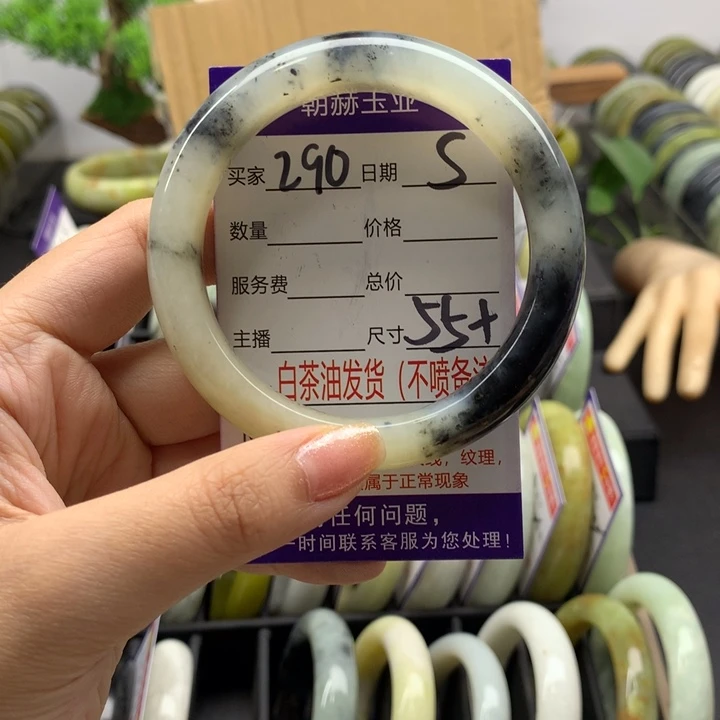 朝赫玉业
买家 290 日期 S
数量 价格
服务费 总价
主播 尺寸 55+
白茶油发货（不喷备注
纹理，
属于正常现象
任何问题，
一时间联系客服为您处理！